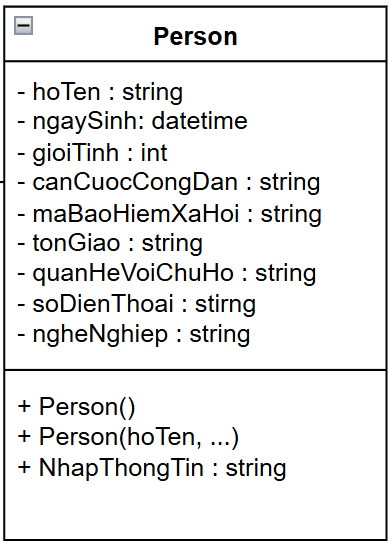 Person
- hoTen : string
- ngaySinh: datetime
- gioiTinh : int
- canCuocCongDan : string
- maBaoHiemXaHoi : string
- tonGiao : string
- quanHeVoiChuHo : string
- soDienThoai : stirng
- ngheNghiep : string
+ Person()
+ Person(hoTen, ...)
+ NhapThongTin : string